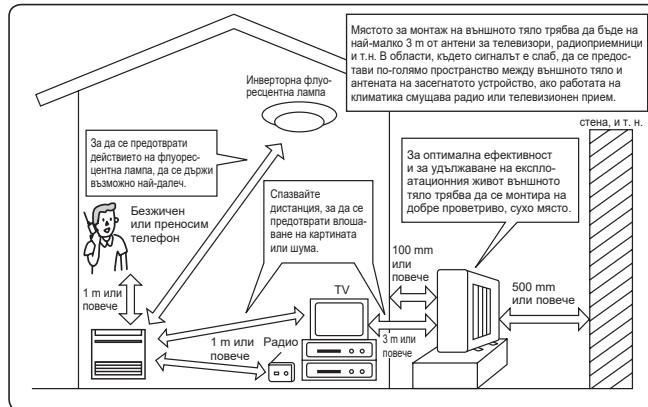 Мястото за монтаж на външното тяло трябва да бъде на
най-малко 3 m от антени за телевизори, радиоприемници
и т.н. В области, където сигналът е слаб, да се предос-
тави по-голямо пространство между външното тяло и
антената на засегнатото устройство, ако работата на
климатика смущава радио или телевизионен прием.
Инверторна флуо-
ресцентна лампа
стена, и т. н.
За да се предотврати
действието на флуорес-
центна лампа, да се държи
възможно най-далеч.
За оптимална ефективност
и за удължаване на експло-
атационния живот външното
тяло трябва да се монтира на
добре проветриво, сухо място.
Спазвайте
дистанция, за да се
предотврати влоша-
ване на картината
или шума.
Безжичен
или преносим
телефон
100 mm
или
повече
500 mm
или повече
1 m или
повече
TV
3 m или
повече
1 m или
повече
Радио